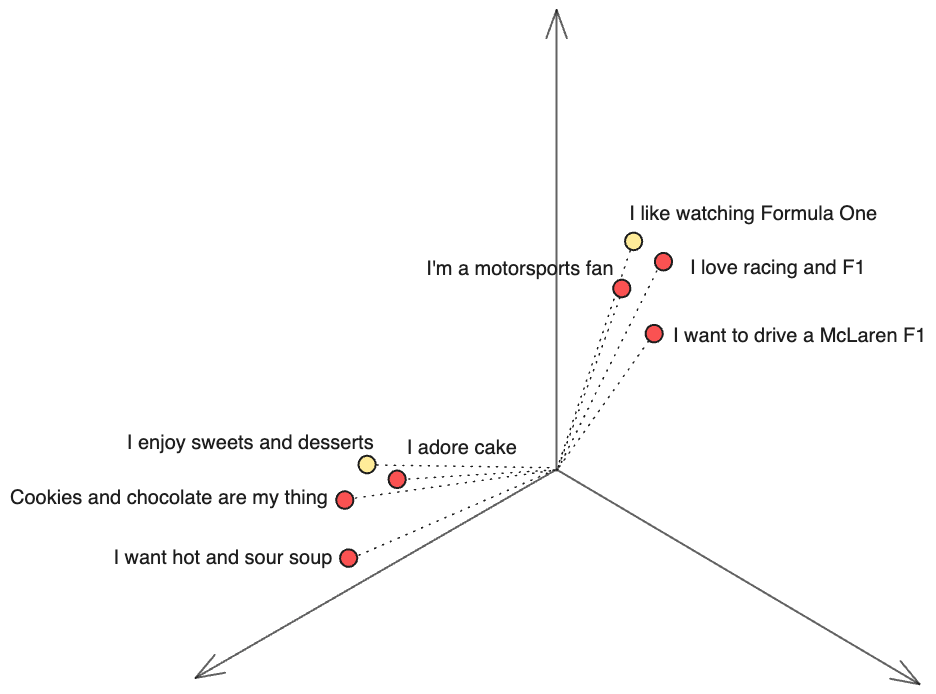 I like watching Formula One
I'm a motorsports fan
I love racing and F1
I want to drive a McLaren F1
I enjoy sweets and desserts
I adore cake
Cookies and chocolate are my thing
I want hot and sour soup